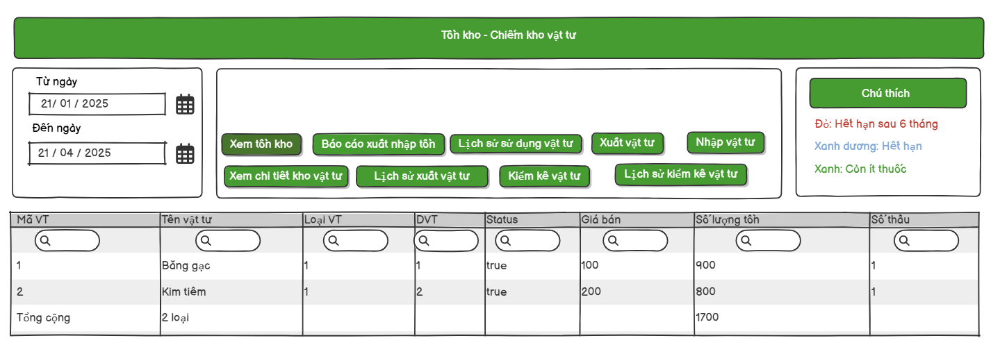 Tồn kho - Chiếm kho vật tư
Từ ngày
21/ 01 / 2025
Đến ngày
21 / 04 / 2025
Xem tồn kho
Báo cáo xuất nhập tồn
Lịch sử sử dụng vật tư
Xuất vật tư
Nhập vật tư
Xem chi tiết kho vật tư
Lịch sử xuất vật tư
Kiểm kê vật tư
Lịch sử kiểm kê vật tư
Chú thích
Đỏ: Hết hạn sau 6 tháng
Xanh dương: Hết hạn
Xanh: Còn ít thuốc
Mã VT Tên vật tư Loại VT DVT Status Giá bán Số lượng tồn Số thầu
1 Băng gạc 1 1 true 100 900 1
2 Kim tiêm 1 2 true 200 800 1
Tổng cộng 2 loại 1700